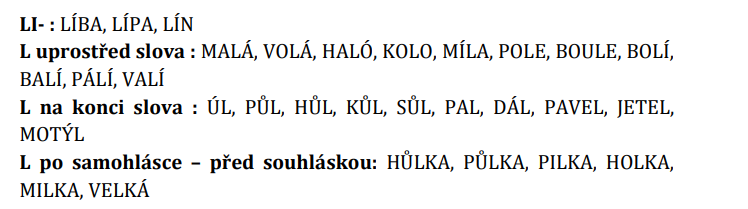 LI- : LÍBA, LÍPA, LÍN
L uprostřed slova : MALÁ, VOLÁ, HALÓ, KOLO, MÍLA, POLE, BOULE, BOLÍ,
BALÍ, PÁLÍ, VALÍ
L na konci slova : ÚL, PŮL, HŮL, KŮL, SŮL, PAL, DÁL, PAVEL, JETEL,
MOTÝL
L po samohlásce – před souhláskou: HŮLKA, PŮLKA, PILKA, HOLKA,
MILKA, VELKÁ